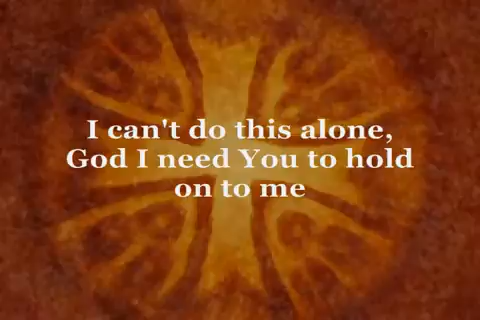 I can't do this alone,
God I need You to hold
on to me